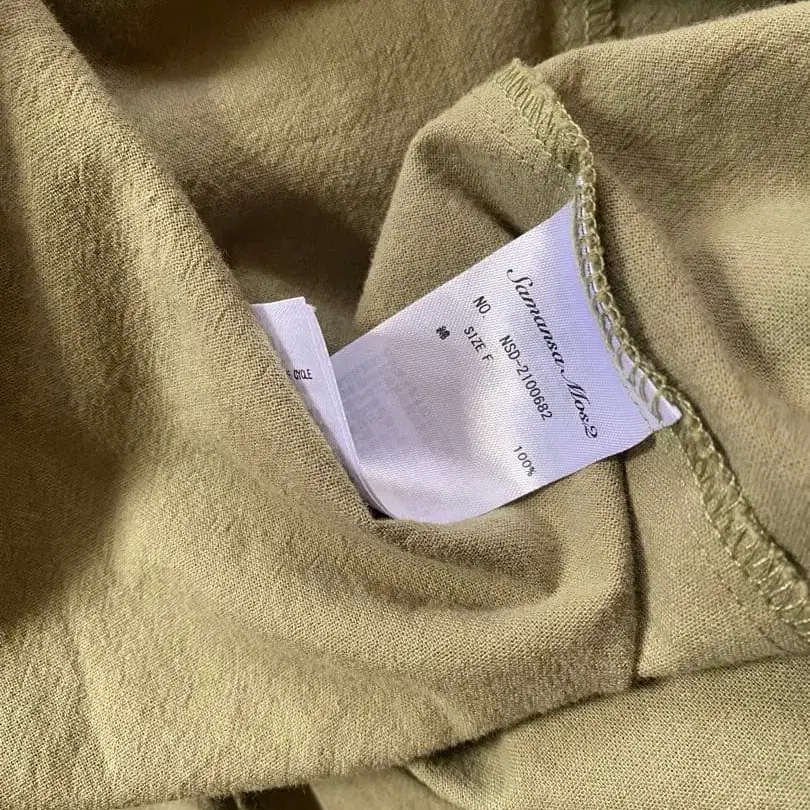 Samansa Mos2
NO. NSD-2100682
SIZE F
綿 100%
CYCLE